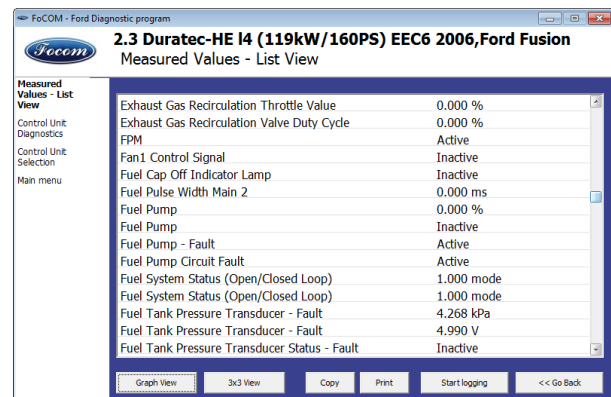 FoCOM - Ford Diagnostic program
Focom
2.3 Duratec-HE I4 (119kW/160PS) EEC6 2006,Ford Fusion
Measured Values - List View
Measured
Values - List
View
Control Unit
Diagnostics
Control Unit
Selection
Main menu
Exhaust Gas Recirculation Throttle Value 0.000 %
Exhaust Gas Recirculation Valve Duty Cycle 0.000 %
FPM Active
Fan1 Control Signal Inactive
Fuel Cap Off Indicator Lamp Inactive
Fuel Pulse Width Main 2 0.000 ms
Fuel Pump 0.000 %
Fuel Pump Inactive
Fuel Pump - Fault Active
Fuel Pump Circuit Fault Active
Fuel System Status (Open/Closed Loop) 1.000 mode
Fuel System Status (Open/Closed Loop) 1.000 mode
Fuel Tank Pressure Transducer - Fault 4.268 kPa
Fuel Tank Pressure Transducer - Fault 4.990 V
Fuel Tank Pressure Transducer Status - Fault Inactive
Graph View 3x3 View Copy Print Start logging << Go Back